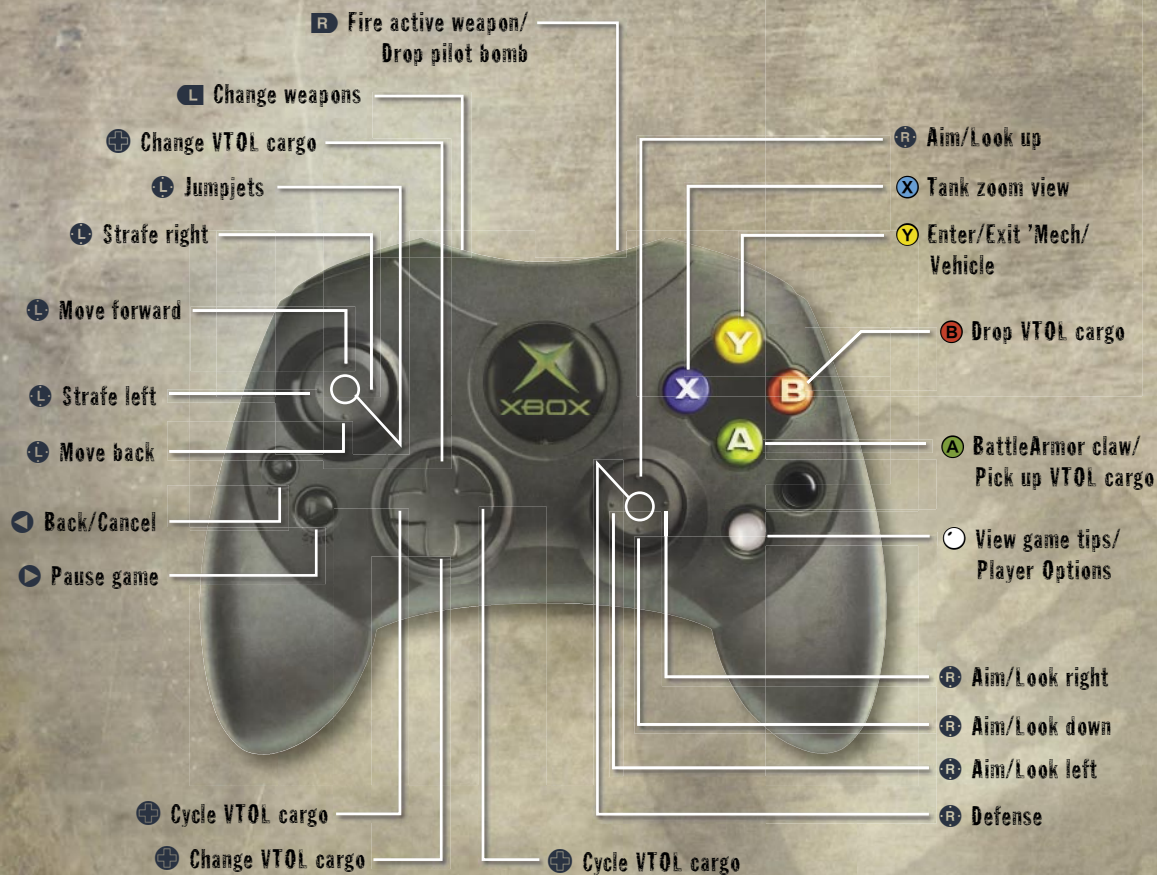 R Fire active weapon/
Drop pilot bomb
L Change weapons
Change VTOL cargo
L Jumpjets
L Strafe right
L Move forward
L Strafe left
L Move back
Back/Cancel
Pause game
R Aim/Look up
X Tank zoom view
Y Enter/Exit 'Mech/
Vehicle
B Drop VTOL cargo
A BattleArmor claw/
Pick up VTOL cargo
View game tips/
Player Options
R Aim/Look right
R Aim/Look down
R Aim/Look left
R Defense
Cycle VTOL cargo
Change VTOL cargo
Cycle VTOL cargo
XBOX
Y
X
B
A
START